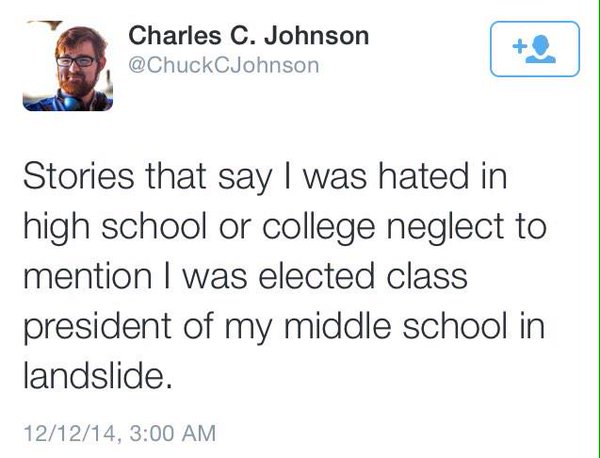 Charles C. Johnson
@ChuckCJohnson
Stories that say I was hated in
high school or college neglect to
mention I was elected class
president of my middle school in
landslide.
12/12/14, 3:00 AM